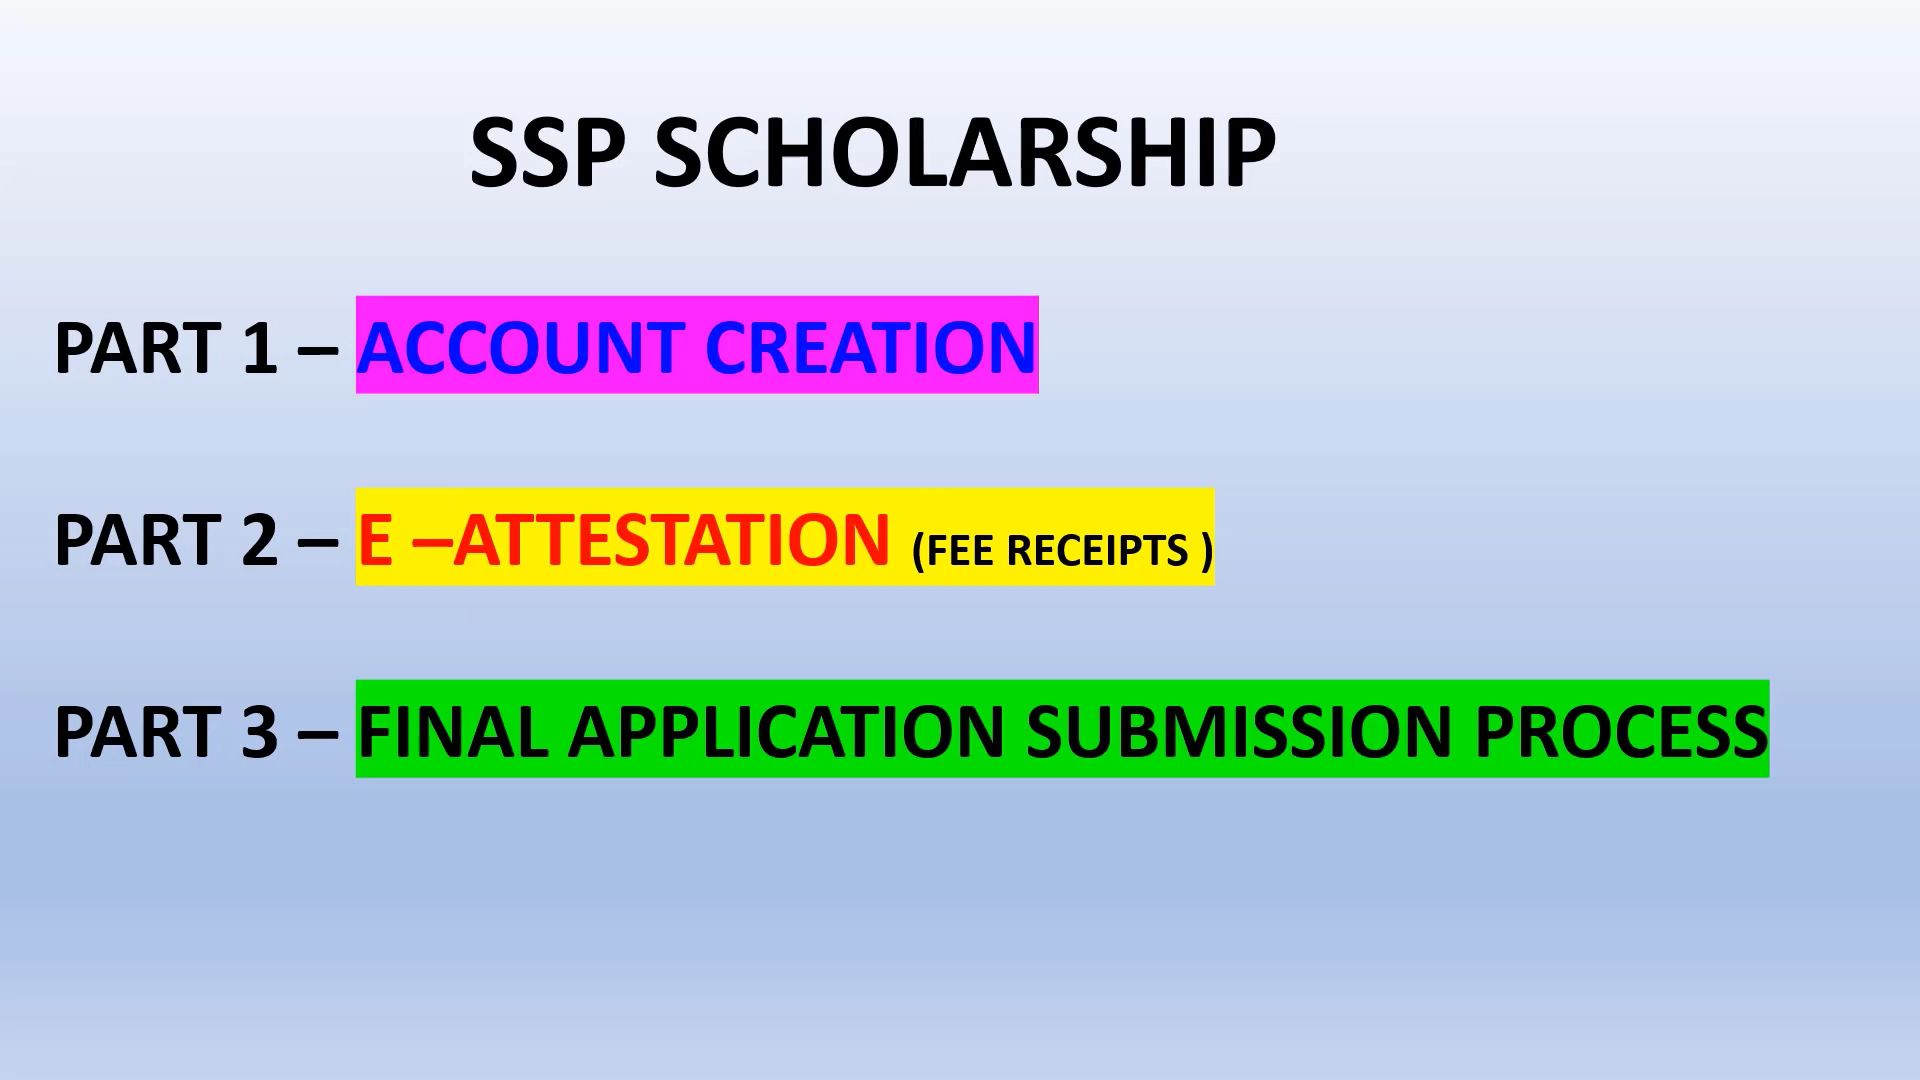 SSP SCHOLARSHIP
PART 1 – ACCOUNT CREATION
PART 2 – E –ATTESTATION (FEE RECEIPTS )
PART 3 – FINAL APPLICATION SUBMISSION PROCESS